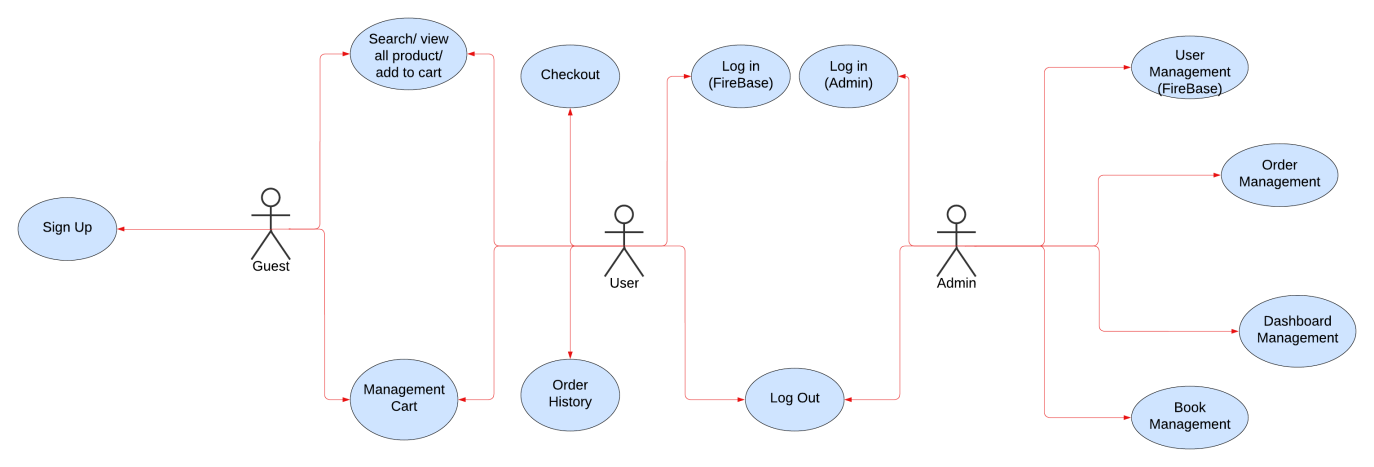 Search/ view
all product/
add to cart
Checkout
Log in
(FireBase)
Log in
(Admin)
User
Management
(FireBase)
Order
Management
Sign Up
Guest
User
Admin
Dashboard
Management
Management
Cart
Order
History
Log Out
Book
Management